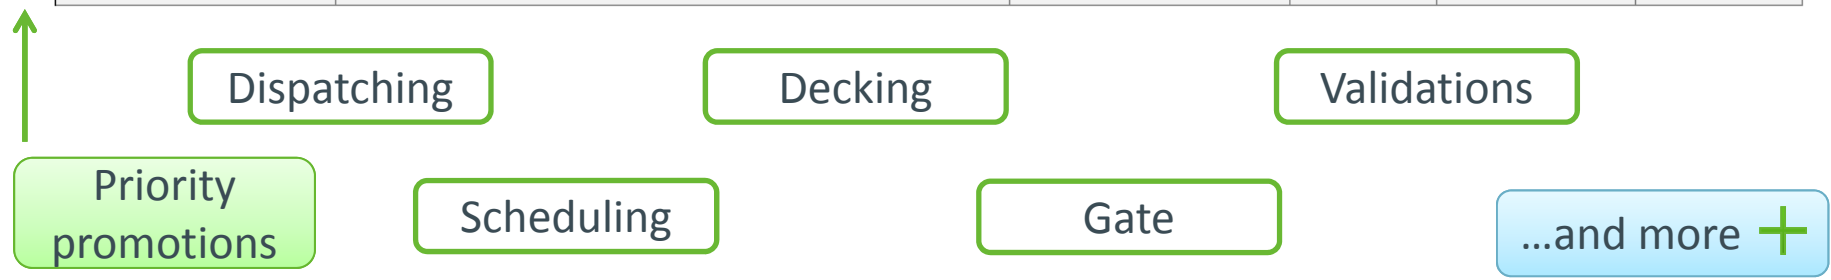 Dispatching
Decking
Validations
Priority
promotions
Scheduling
Gate
...and more +